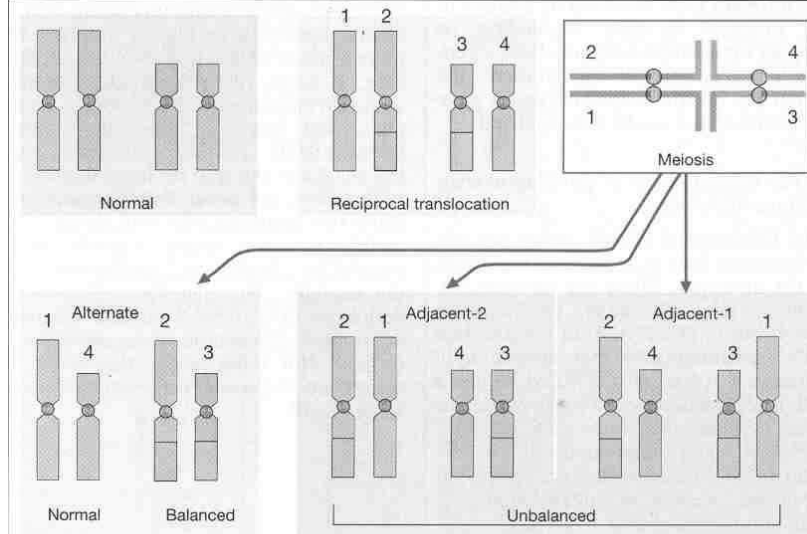 1 2
3 4
2 4
1 3
Meiosis
Normal Reciprocal translocation
Alternate Adjacent-2 Adjacent-1
1 2 2 1 2 1
4 3 4 3 4 3
Normal Balanced Unbalanced